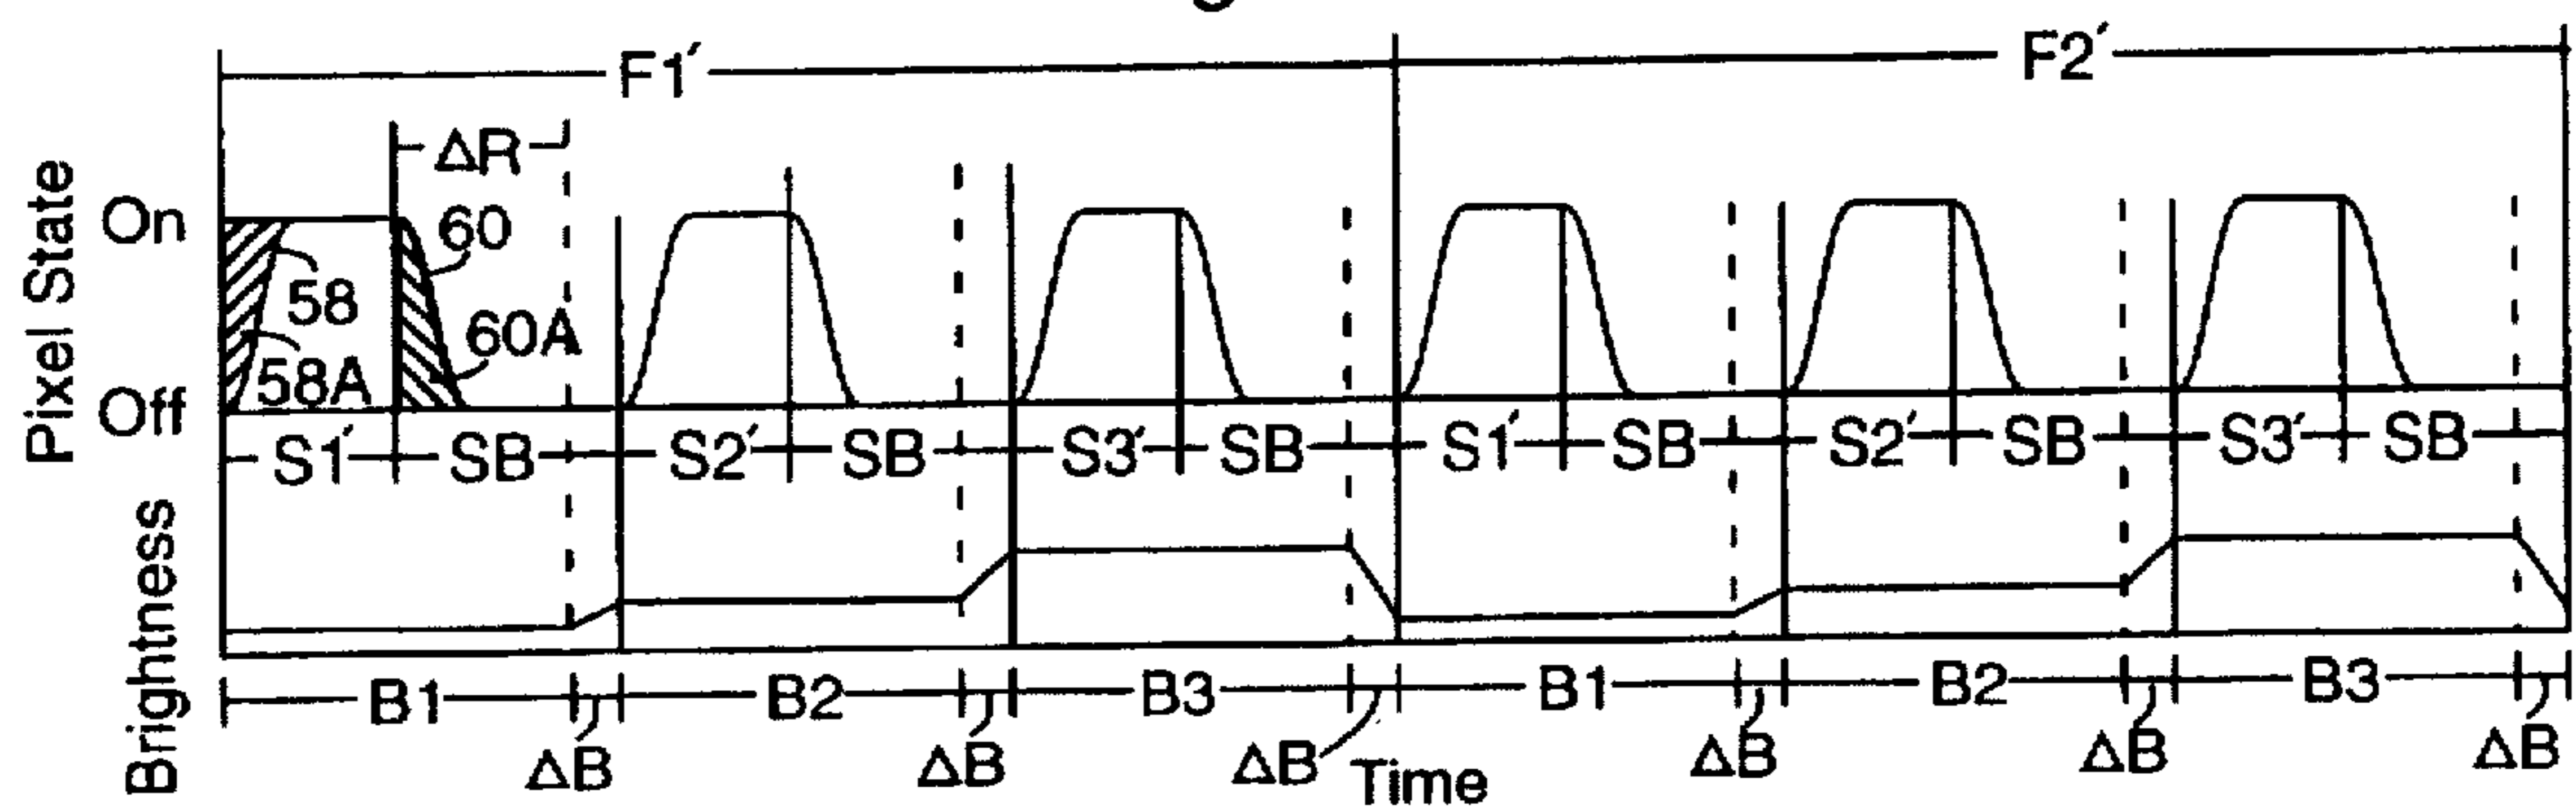 F1′ F2′
ΔR
Pixel State
On
60
58
60A
58A
Off
S1′ SB S2′ SB S3′ SB S1′ SB S2′ SB S3′ SB
Brightness
B1 B2 B3 B1 B2 B3
ΔB ΔB ΔB ΔB ΔB ΔB
Time